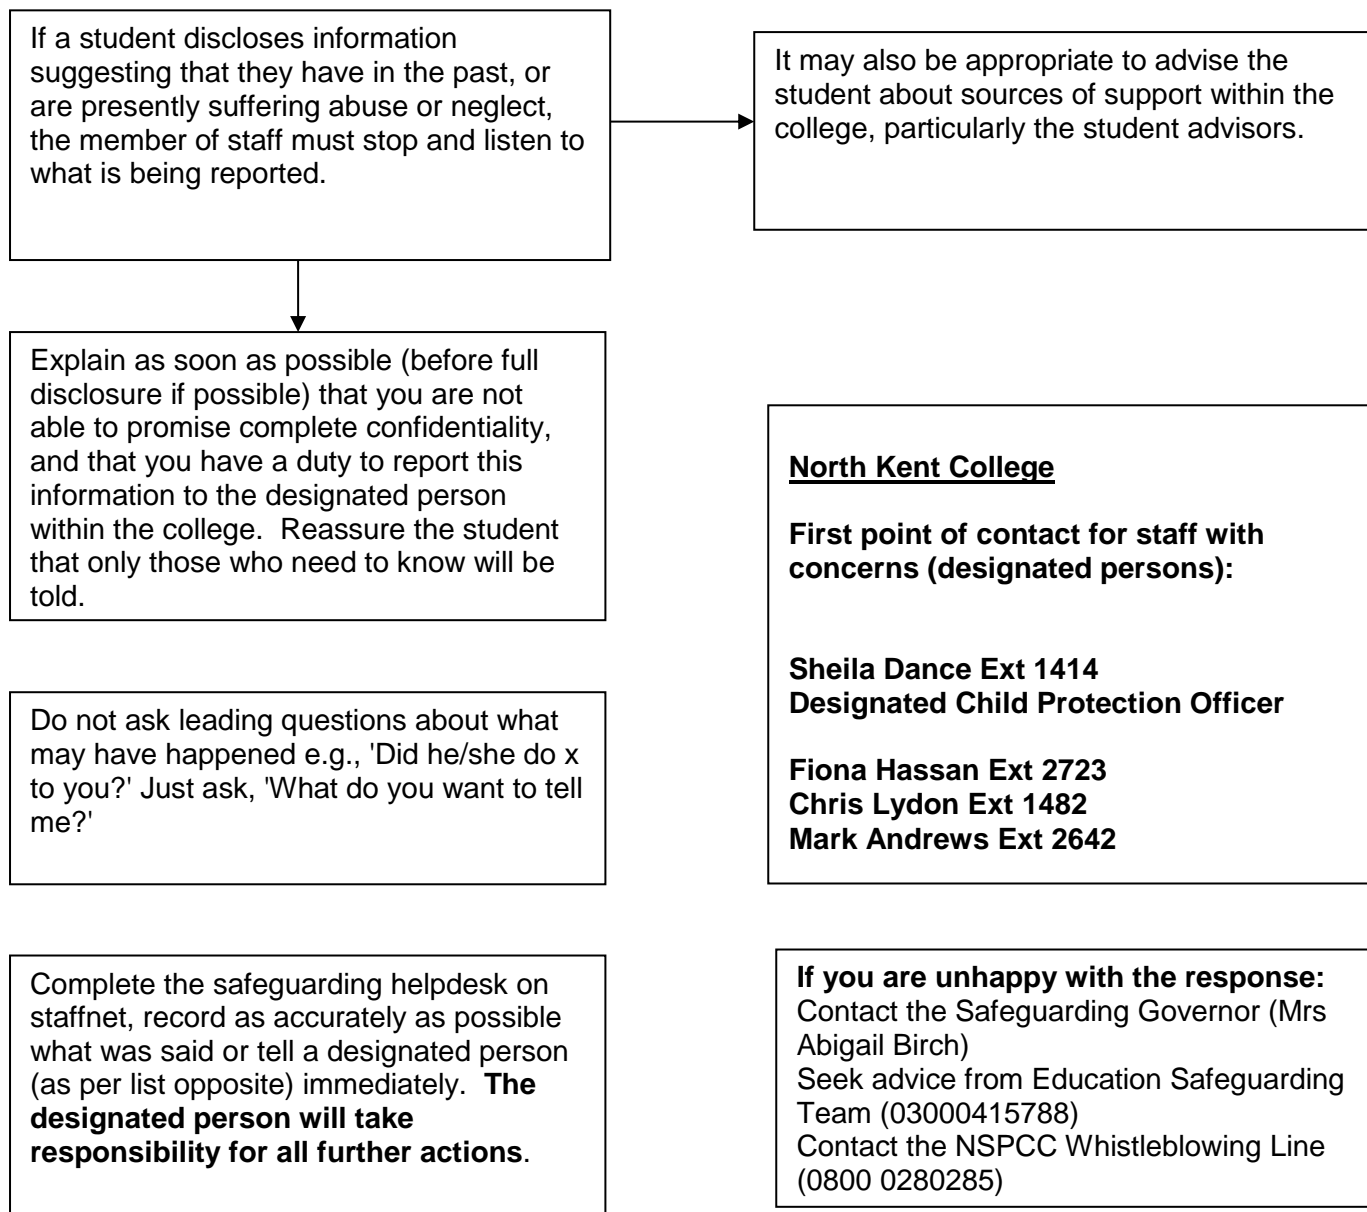 If a student discloses information
suggesting that they have in the past, or
are presently suffering abuse or neglect,
the member of staff must stop and listen to
what is being reported.
It may also be appropriate to advise the
student about sources of support within the
college, particularly the student advisors.
Explain as soon as possible (before full
disclosure if possible) that you are not
able to promise complete confidentiality,
and that you have a duty to report this
information to the designated person
within the college.  Reassure the student
that only those who need to know will be
told.
Do not ask leading questions about what
may have happened e.g., 'Did he/she do x
to you?' Just ask, 'What do you want to tell
me?'
Complete the safeguarding helpdesk on
staffnet, record as accurately as possible
what was said or tell a designated person
(as per list opposite) immediately.  The
designated person will take
responsibility for all further actions.
North Kent College
First point of contact for staff with
concerns (designated persons):
Sheila Dance Ext 1414
Designated Child Protection Officer
Fiona Hassan Ext 2723
Chris Lydon Ext 1482
Mark Andrews Ext 2642
If you are unhappy with the response:
Contact the Safeguarding Governor (Mrs
Abigail Birch)
Seek advice from Education Safeguarding
Team (03000415788)
Contact the NSPCC Whistleblowing Line
(0800 0280285)